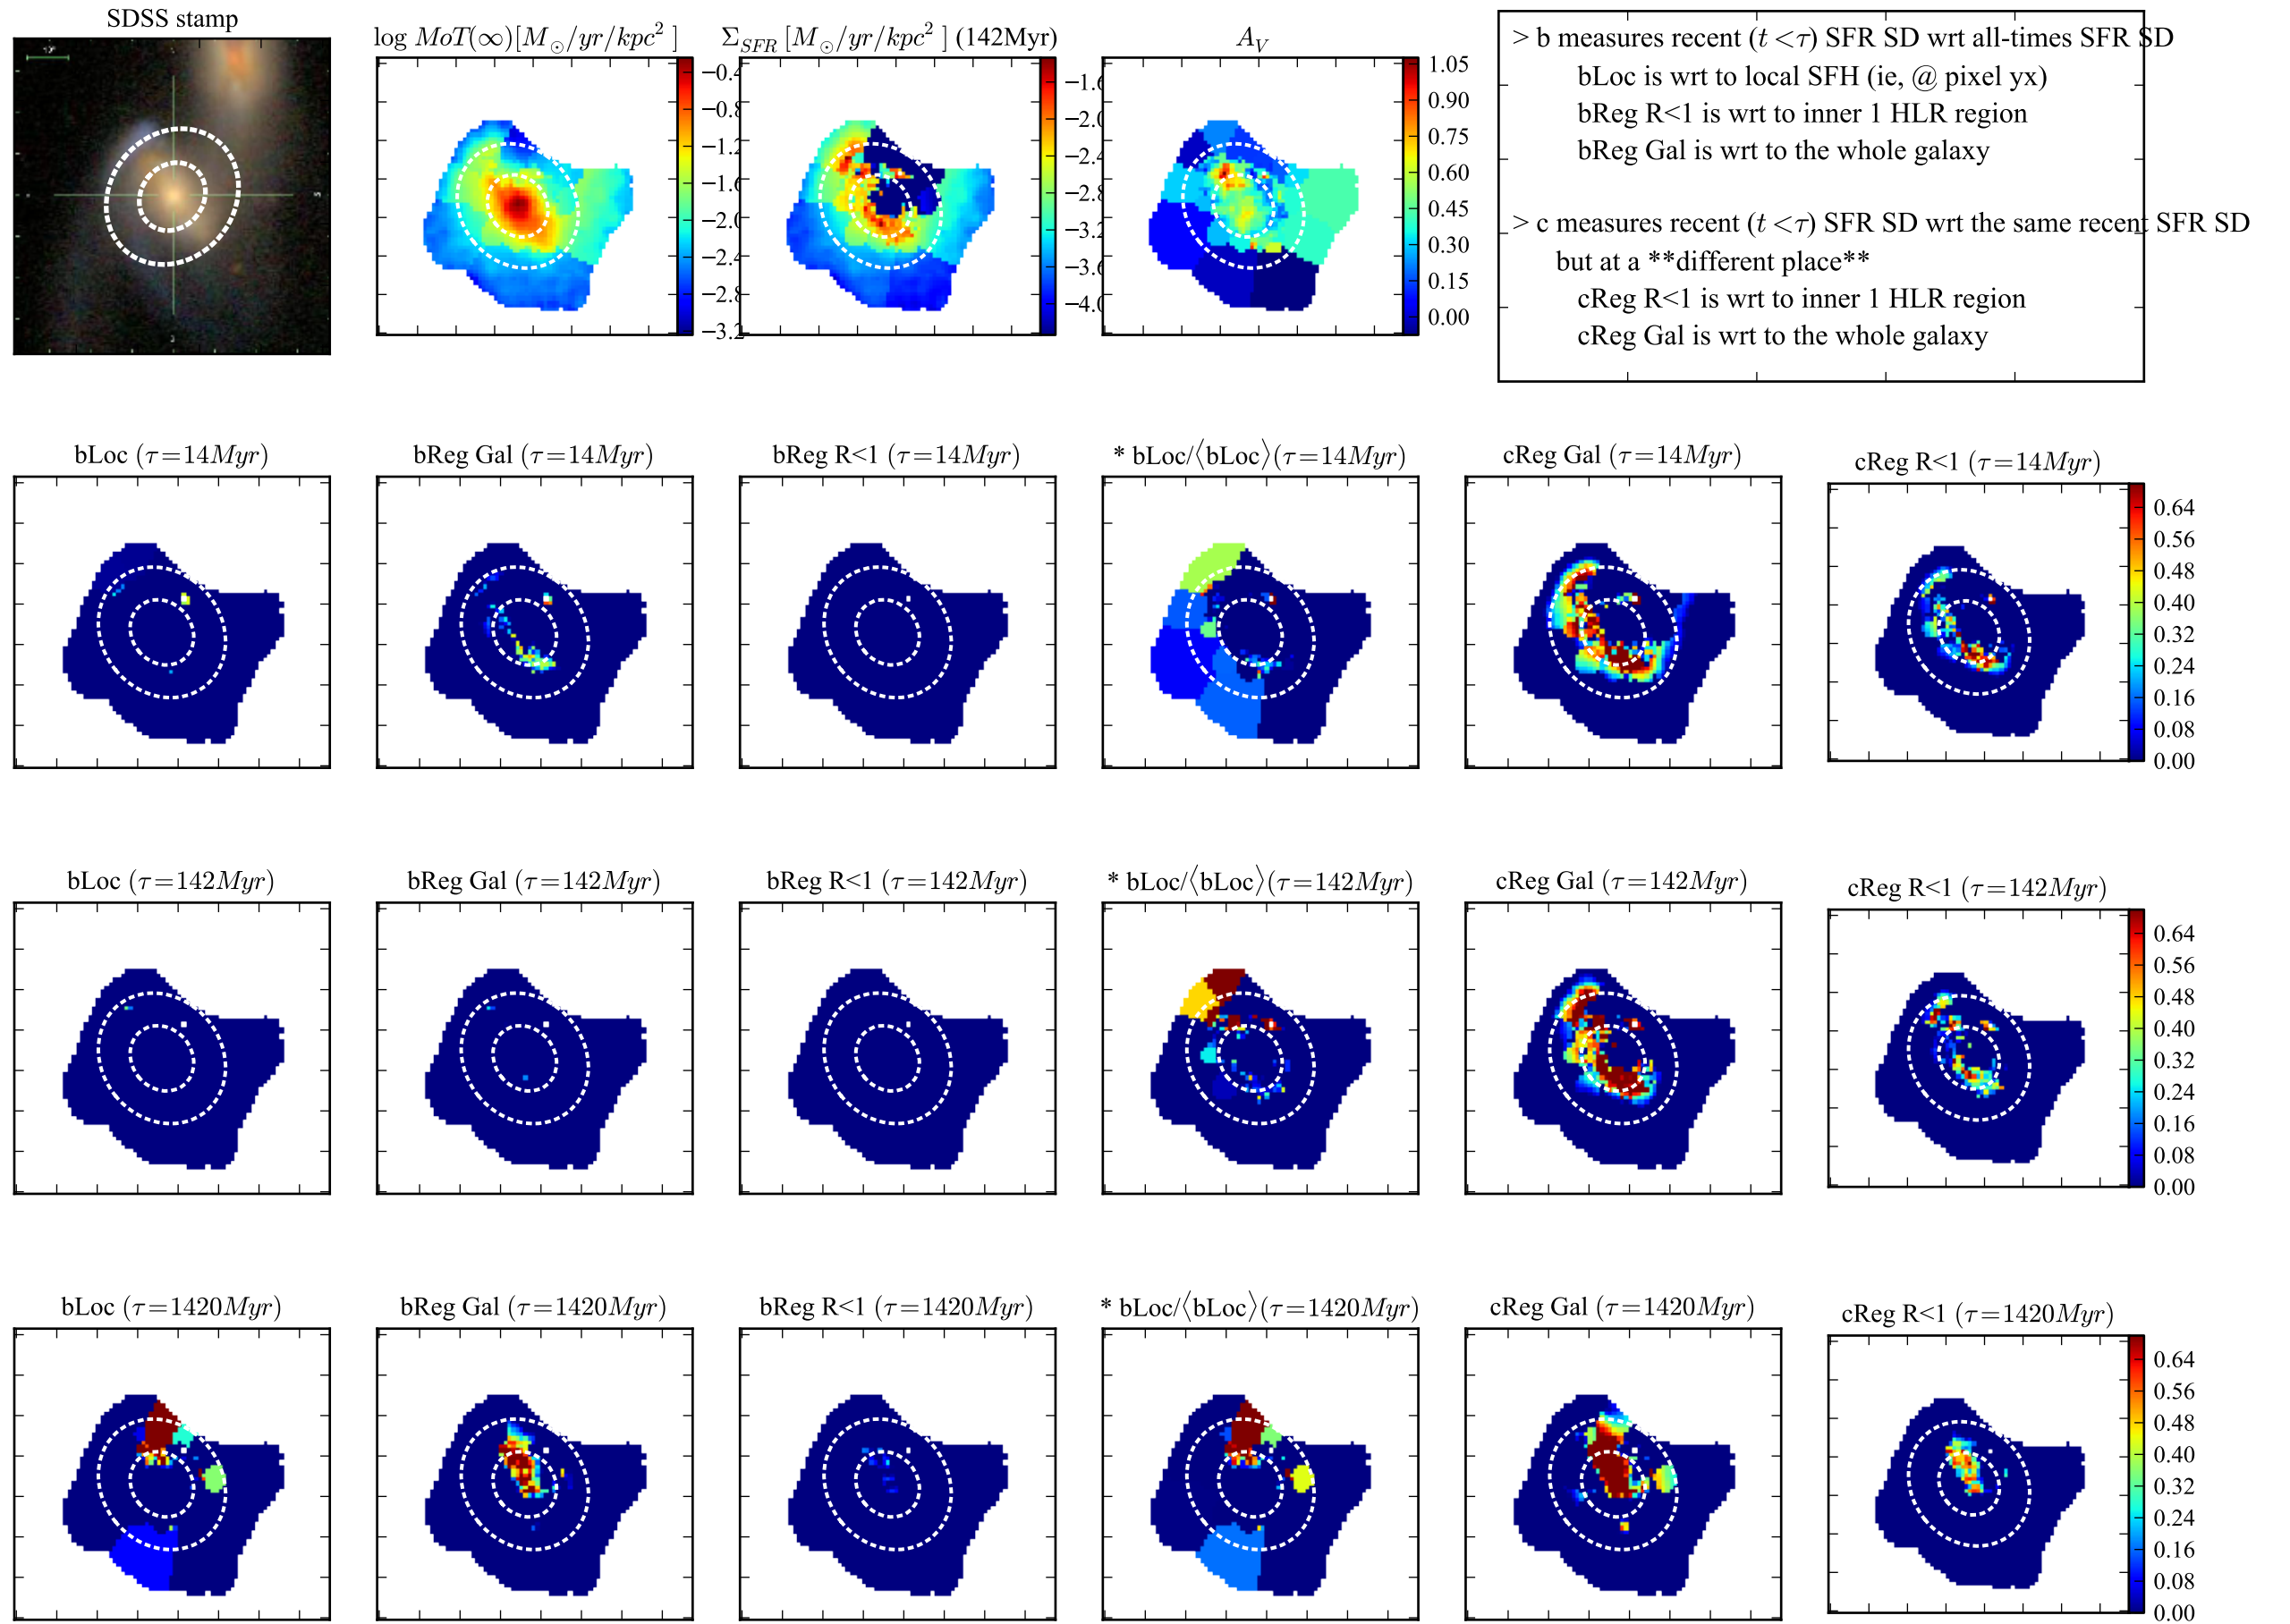 SDSS stamp
log MoT(∞)[M⊙/yr/kpc² ]
Σ_SFR [M⊙/yr/kpc² ] (142Myr)
A_V
−0.4
−0.8
−1.2
−1.6
−2.0
−2.4
−2.8
−3.2
−1.6
−2.0
−2.4
−2.8
−3.2
−3.6
−4.0
1.05
0.90
0.75
0.60
0.45
0.30
0.15
0.00
> b measures recent (t <τ) SFR SD wrt all-times SFR SD
bLoc is wrt to local SFH (ie, @ pixel yx)
bReg R<1 is wrt to inner 1 HLR region
bReg Gal is wrt to the whole galaxy
> c measures recent (t <τ) SFR SD wrt the same recent SFR SD
but at a **different place**
cReg R<1 is wrt to inner 1 HLR region
cReg Gal is wrt to the whole galaxy
bLoc (τ=14Myr)
bReg Gal (τ=14Myr)
bReg R<1 (τ=14Myr)
* bLoc/⟨bLoc⟩(τ=14Myr)
cReg Gal (τ=14Myr)
cReg R<1 (τ=14Myr)
0.64
0.56
0.48
0.40
0.32
0.24
0.16
0.08
0.00
bLoc (τ=142Myr)
bReg Gal (τ=142Myr)
bReg R<1 (τ=142Myr)
* bLoc/⟨bLoc⟩(τ=142Myr)
cReg Gal (τ=142Myr)
cReg R<1 (τ=142Myr)
0.64
0.56
0.48
0.40
0.32
0.24
0.16
0.08
0.00
bLoc (τ=1420Myr)
bReg Gal (τ=1420Myr)
bReg R<1 (τ=1420Myr)
* bLoc/⟨bLoc⟩(τ=1420Myr)
cReg Gal (τ=1420Myr)
cReg R<1 (τ=1420Myr)
0.64
0.56
0.48
0.40
0.32
0.24
0.16
0.08
0.00